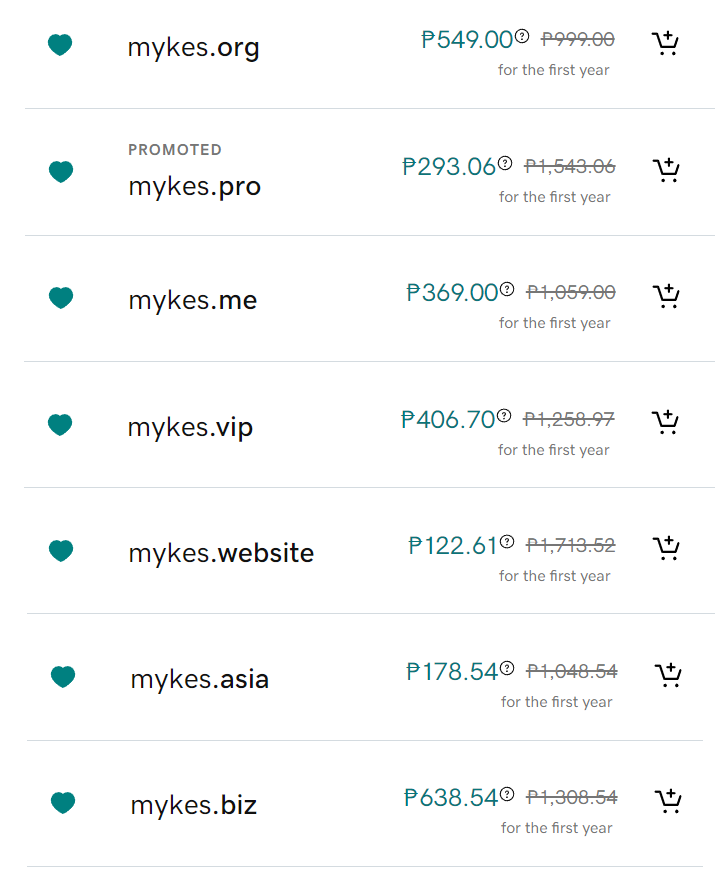 mykes.org ₱549.00 ? ₱999.00
for the first year
PROMOTED
mykes.pro ₱293.06 ? ₱1,543.06
for the first year
mykes.me ₱369.00 ? ₱1,059.00
for the first year
mykes.vip ₱406.70 ? ₱1,258.97
for the first year
mykes.website ₱122.61 ? ₱1,713.52
for the first year
mykes.asia ₱178.54 ? ₱1,048.54
for the first year
mykes.biz ₱638.54 ? ₱1,308.54
for the first year